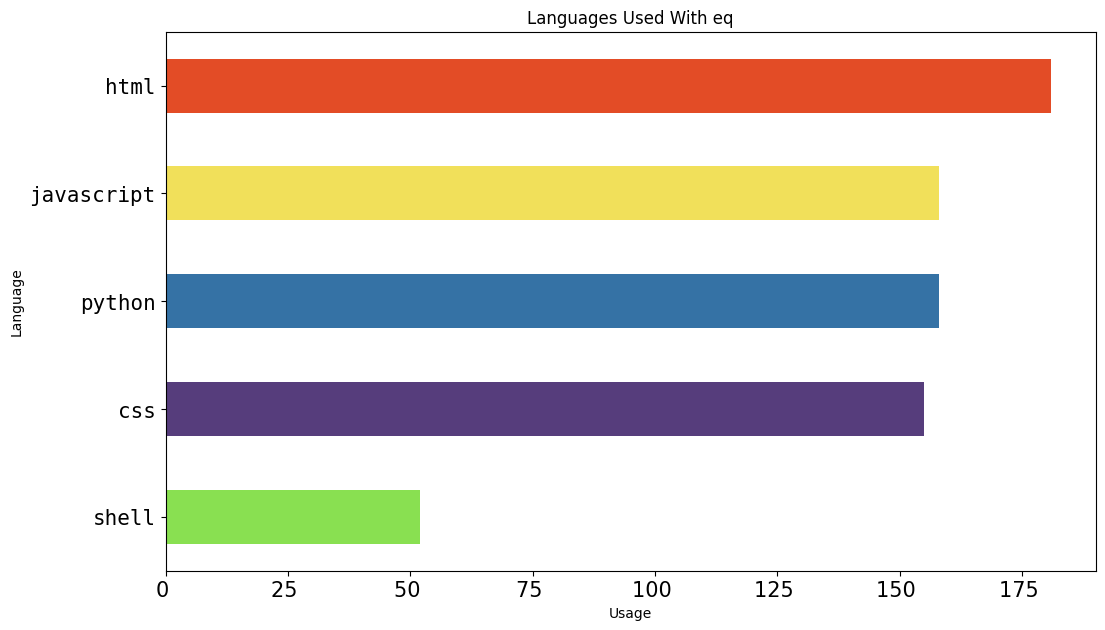 Languages Used With eq
html
javascript
python
css
shell
Language
0 25 50 75 100 125 150 175
Usage